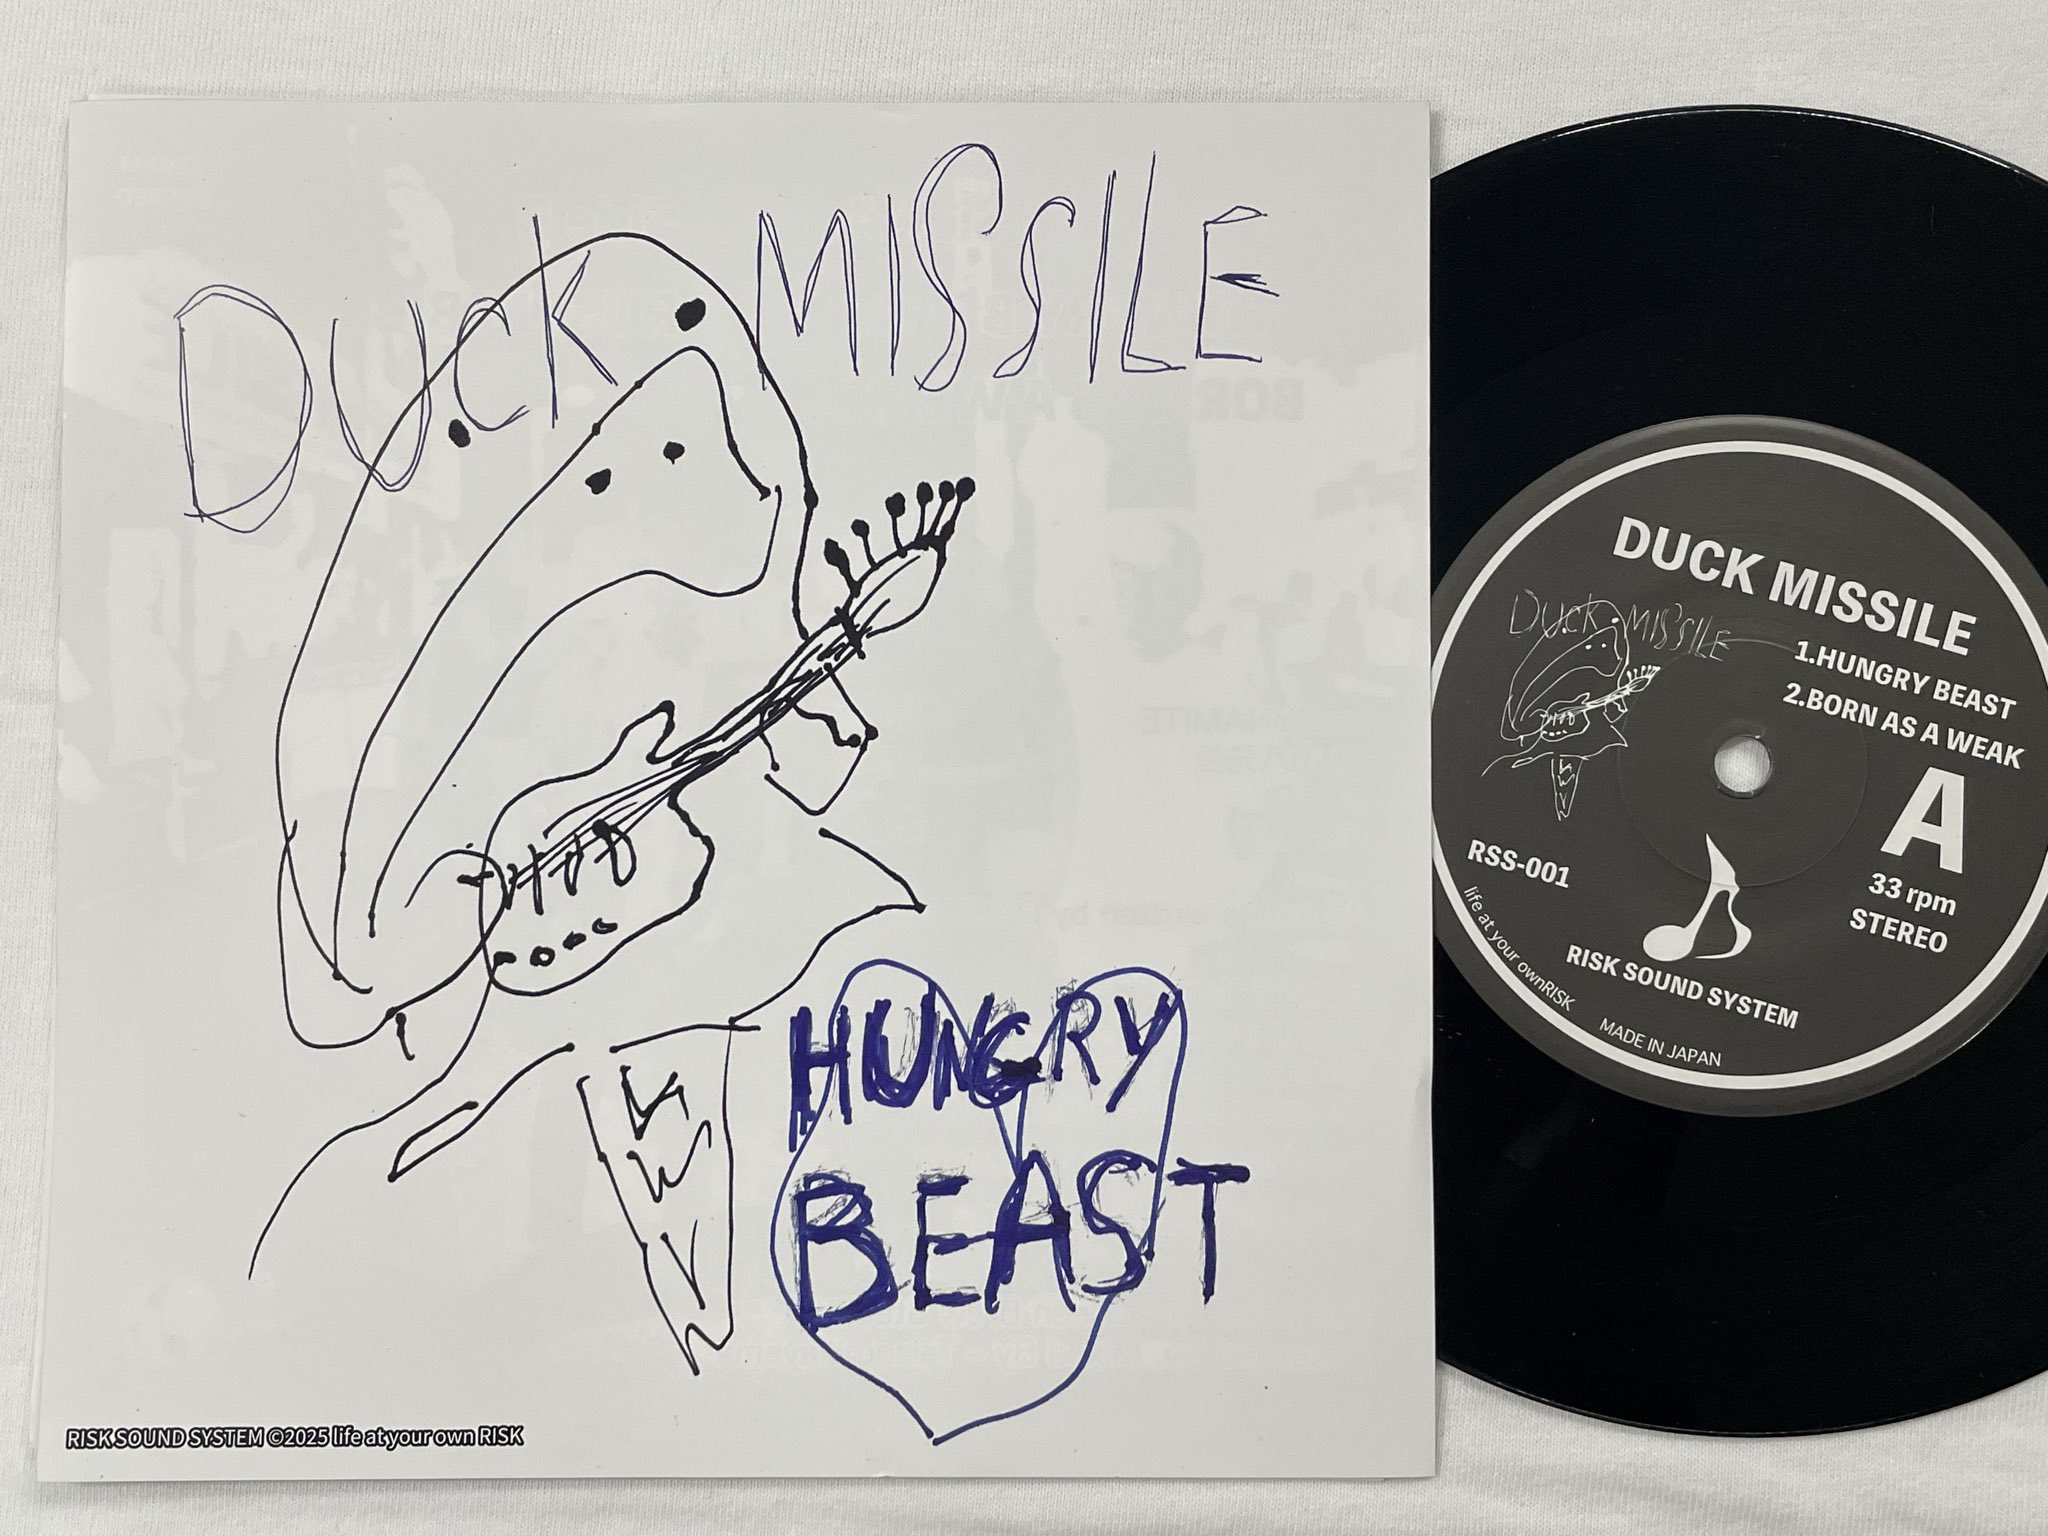 DUCK MISSILE
HUNGRY
BEAST
RISK SOUND SYSTEM ©2025 life at your own RISK
DUCK MISSILE
DUCK MISSILE
1.HUNGRY BEAST
2.BORN AS A WEAK
A
RSS-001
33 rpm
STEREO
RISK SOUND SYSTEM
life at your ownRISK
MADE IN JAPAN